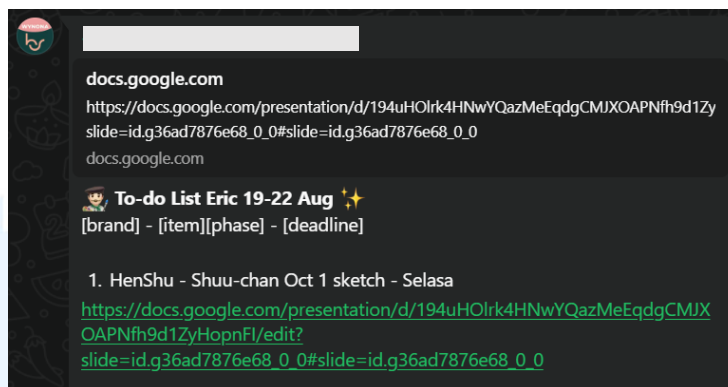 docs.google.com
https://docs.google.com/presentation/d/194uHOlrk4HNwYQazMeEqdgCMJXOAPNfh9d1Zy
slide=id.g36ad7876e68_0_0#slide=id.g36ad7876e68_0_0
docs.google.com
To-do List Eric 19-22 Aug
[brand] - [item][phase] - [deadline]
1. HenShu - Shuu-chan Oct 1 sketch - Selasa
https://docs.google.com/presentation/d/194uHOlrk4HNwYQazMeEqdgCMJX
OAPNfh9d1ZyHopnFI/edit?
slide=id.g36ad7876e68_0_0#slide=id.g36ad7876e68_0_0